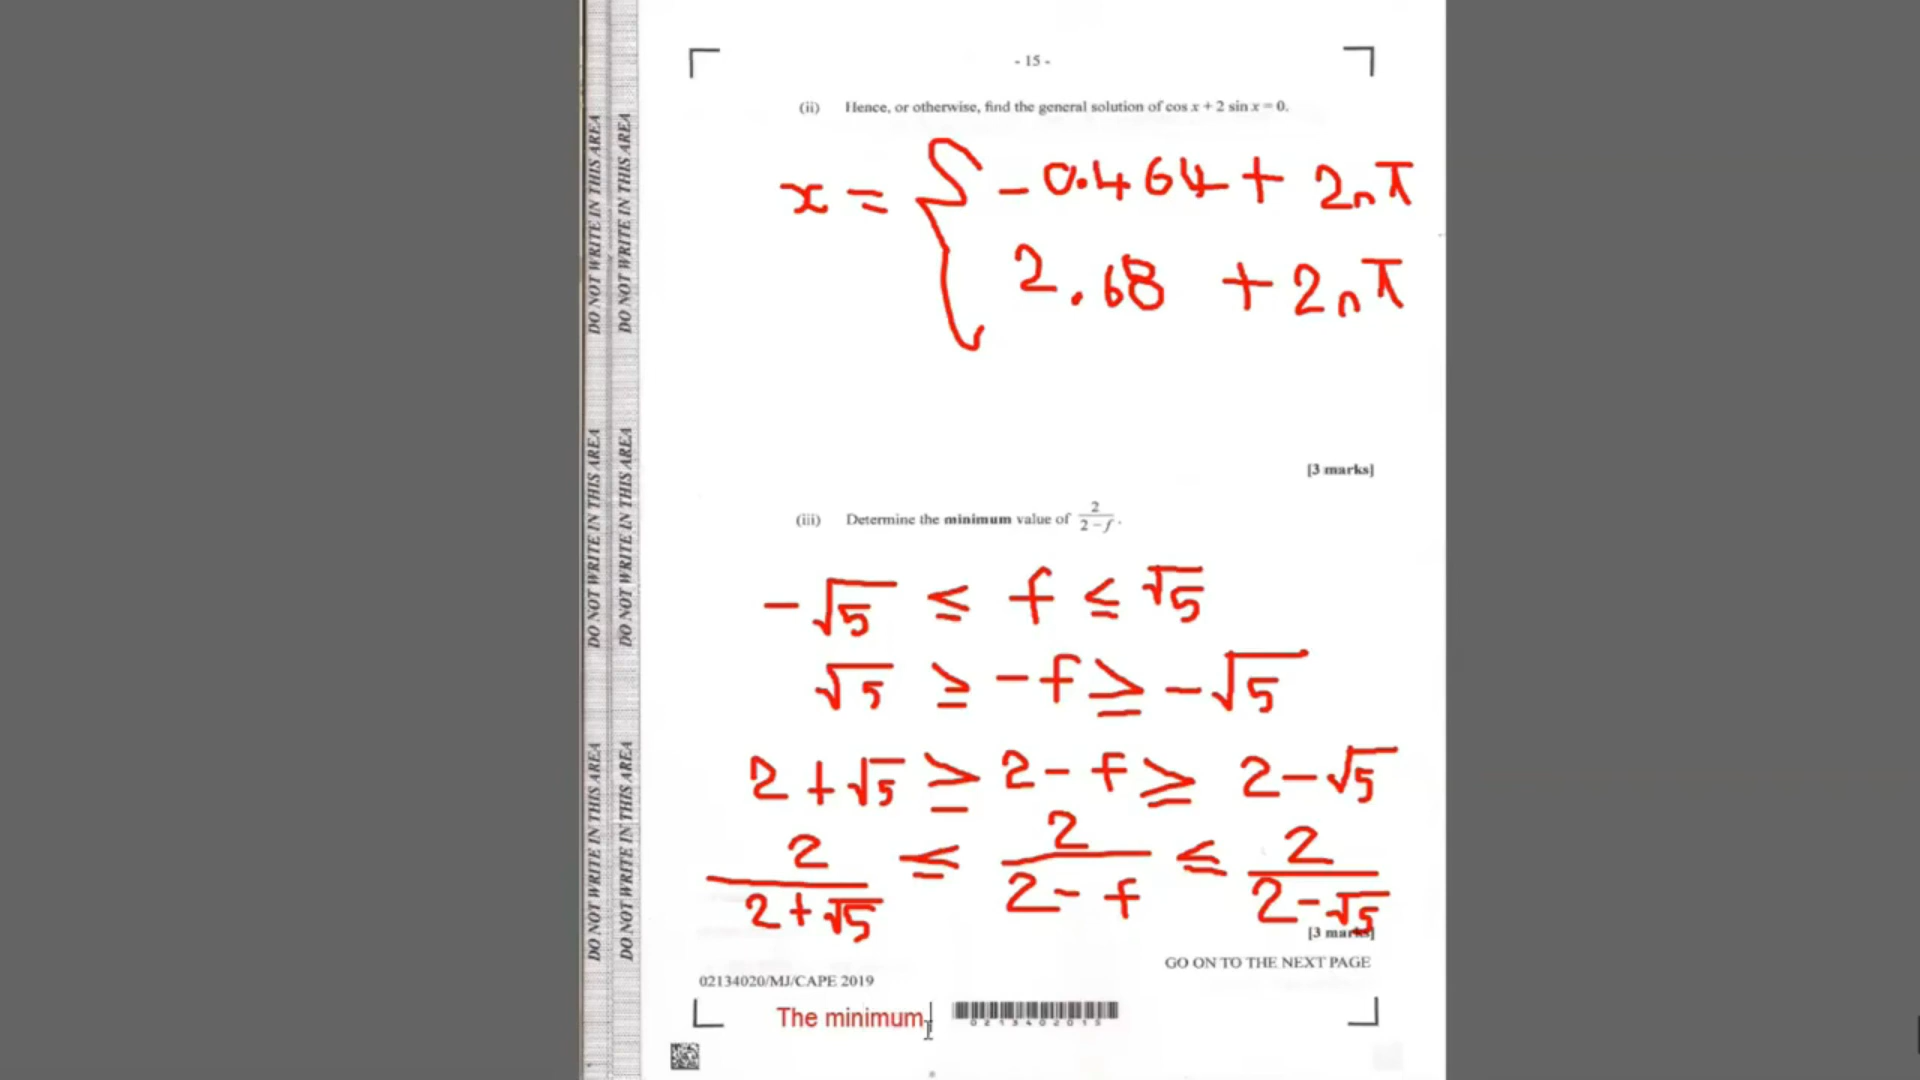 - 15 -
(ii) Hence, or otherwise, find the general solution of cos x + 2 sin x = 0.
x = { - 0.464 + 2nπ
2.68 + 2nπ
[3 marks]
(iii) Determine the minimum value of 2/(2 – f).
- √5 ≤ f ≤ √5
√5 ≥ - f ≥ - √5
2 + √5 ≥ 2 - f ≥ 2 - √5
2/(2 + √5) ≤ 2/(2 - f) ≤ 2/(2 - √5)
[3 marks]
GO ON TO THE NEXT PAGE
02134020/MJ/CAPE 2019
The minimum
0213402015
DO NOT WRITE IN THIS AREA
DO NOT WRITE IN THIS AREA
DO NOT WRITE IN THIS AREA
DO NOT WRITE IN THIS AREA
DO NOT WRITE IN THIS AREA
DO NOT WRITE IN THIS AREA